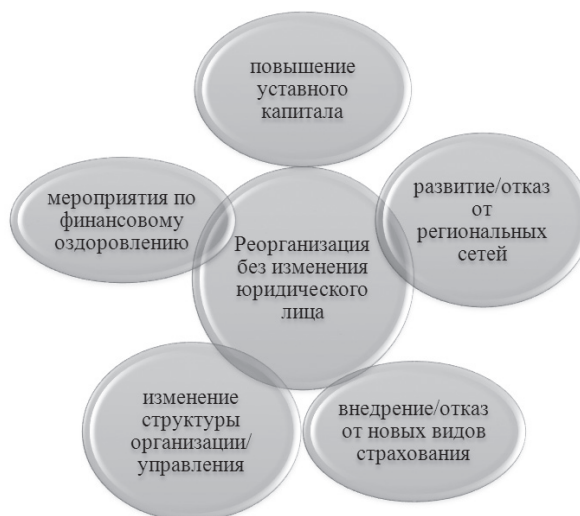 повышение
уставного
капитала
развитие/отказ
от
региональных
сетей
внедрение/отказ
от новых видов
страхования
изменение
структуры
организации/
управления
мероприятия по
финансовому
оздоровлению
Реорганизация
без изменения
юридического
лица